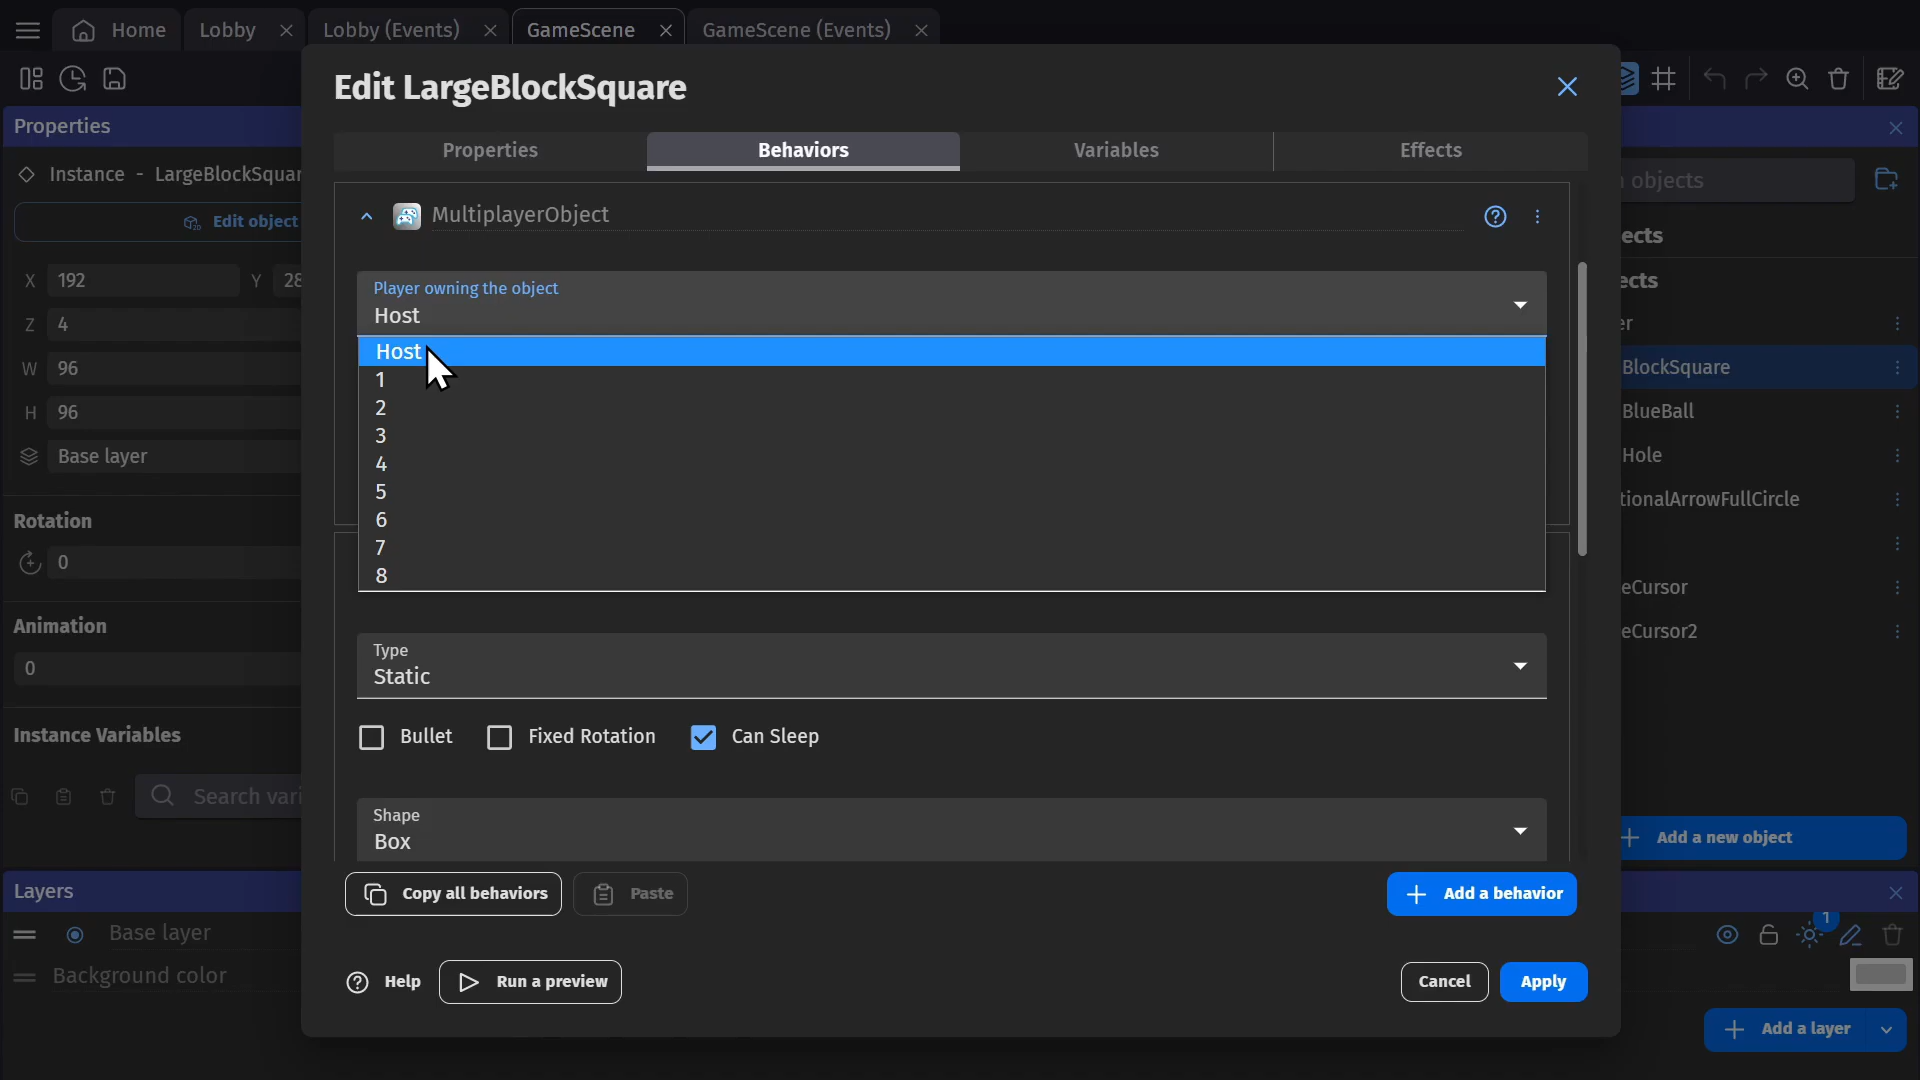 Home
Lobby
Lobby (Events)
GameScene
GameScene (Events)
Properties
Instance - LargeBlockSquar
Edit object
X 192 Y 28
Z 4
W 96
H 96
Base layer
Rotation
0
Animation
0
Instance Variables
Search vari
Layers
Base layer
Background color
Edit LargeBlockSquare
Properties
Behaviors
Variables
Effects
MultiplayerObject
Player owning the object
Host
Host
1
2
3
4
5
6
7
8
Type
Static
Bullet
Fixed Rotation
Can Sleep
Shape
Box
Copy all behaviors
Paste
Add a behavior
Help
Run a preview
Cancel
Apply
objects
ects
ects
er
BlockSquare
BlueBall
Hole
tionalArrowFullCircle
eCursor
eCursor2
Add a new object
1
Add a layer